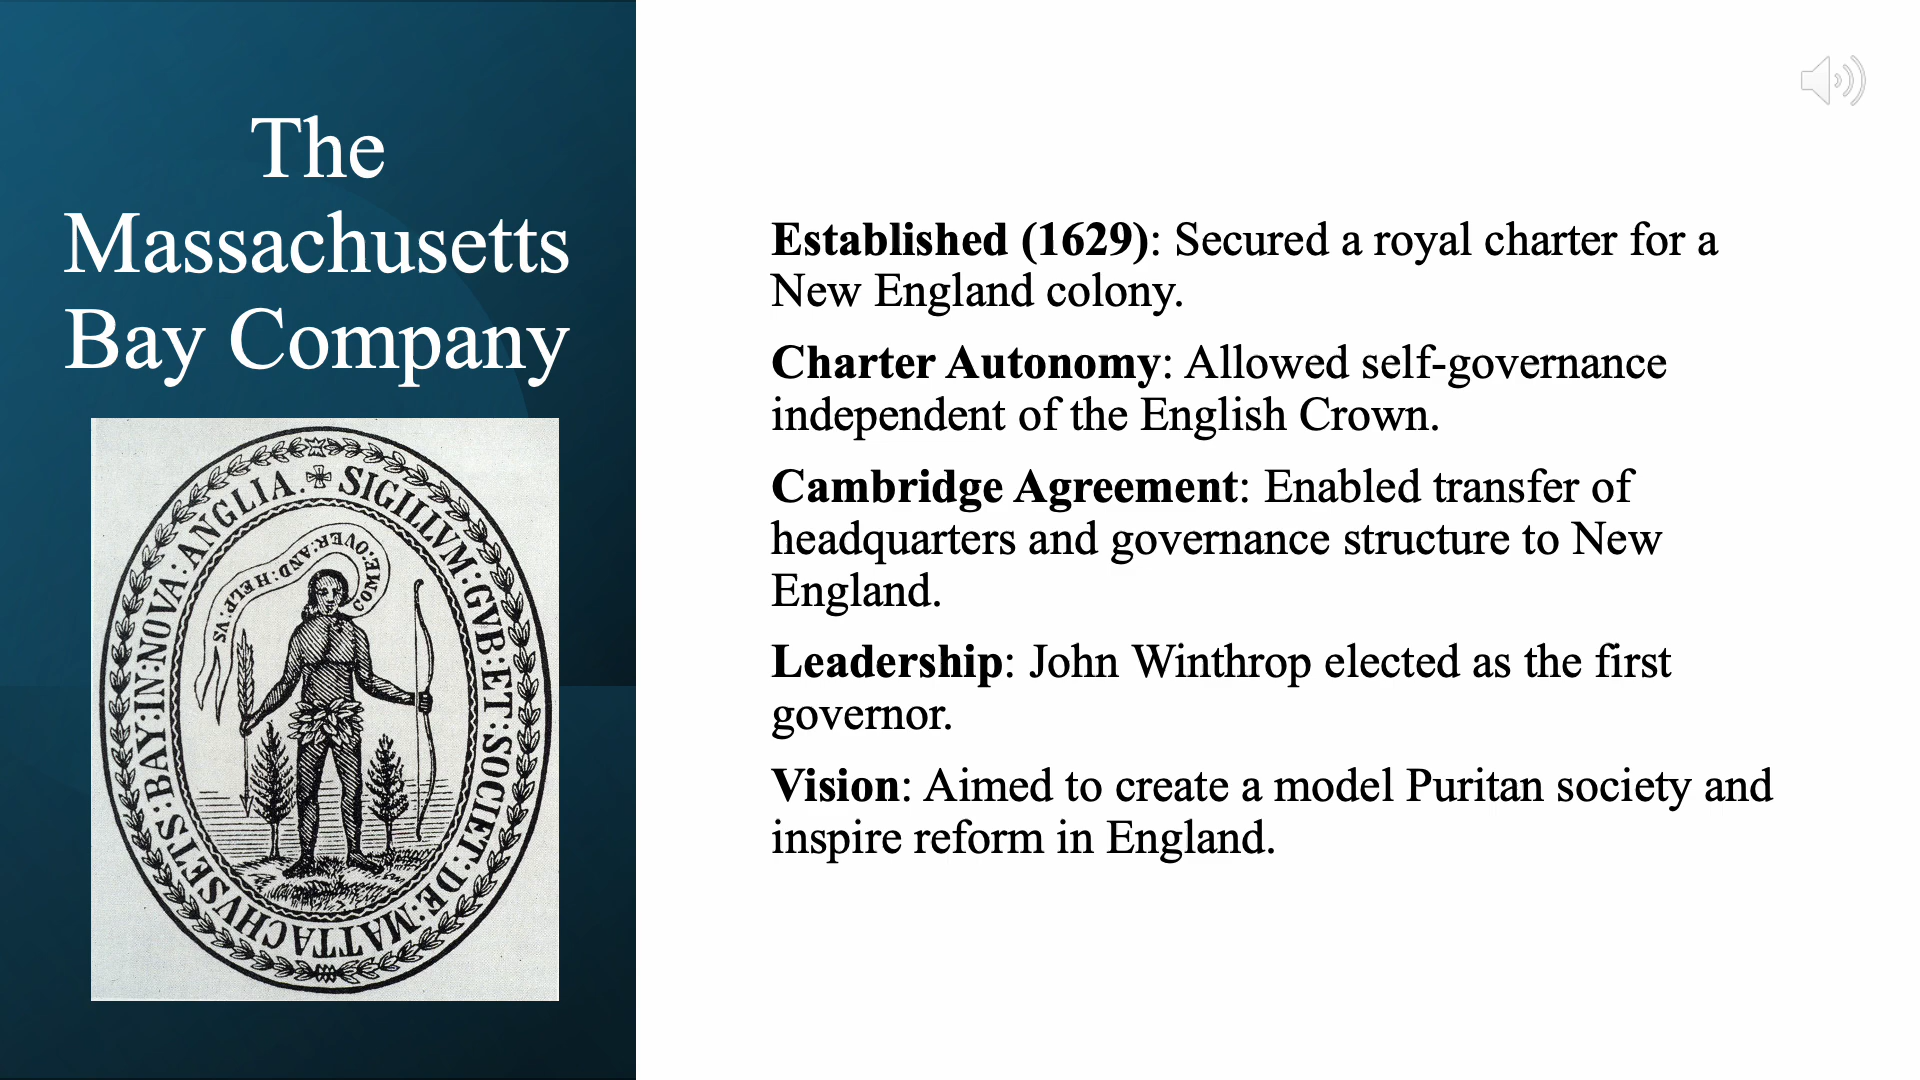 The
Massachusetts
Bay Company
SIGILLVM:GVB:ET:SOCIET:DE:MATTACHVSETS:BAY:IN:NOVA:ANGLIA.
COME:OVER:AND:HELP:VS
Established (1629): Secured a royal charter for a
New England colony.
Charter Autonomy: Allowed self-governance
independent of the English Crown.
Cambridge Agreement: Enabled transfer of
headquarters and governance structure to New
England.
Leadership: John Winthrop elected as the first
governor.
Vision: Aimed to create a model Puritan society and
inspire reform in England.